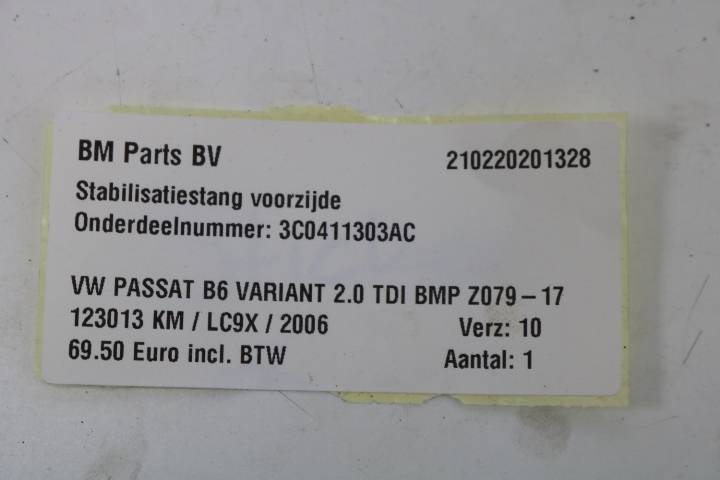 BM Parts BV 210220201328
Stabilisatiestang voorzijde
Onderdeelnummer: 3C0411303AC
VW PASSAT B6 VARIANT 2.0 TDI BMP Z079-17
123013 KM / LC9X / 2006 Verz: 10
69.50 Euro incl. BTW Aantal: 1